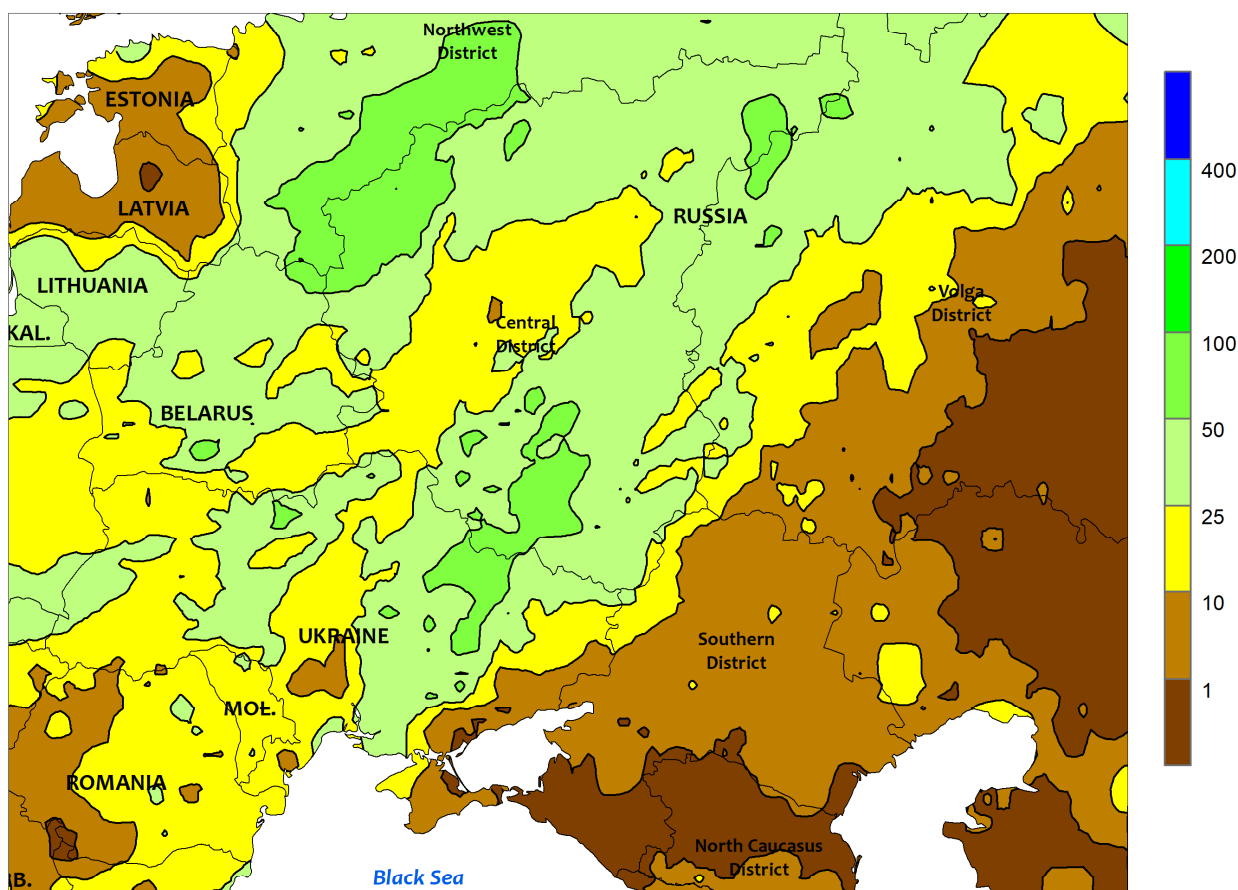 Northwest
District
ESTONIA
LATVIA
RUSSIA
LITHUANIA
KAL.
Volga
District
Central
District
BELARUS
UKRAINE
Southern
District
MOL.
ROMANIA
North Caucasus
District
Black Sea
IB.
400
200
100
50
25
10
1